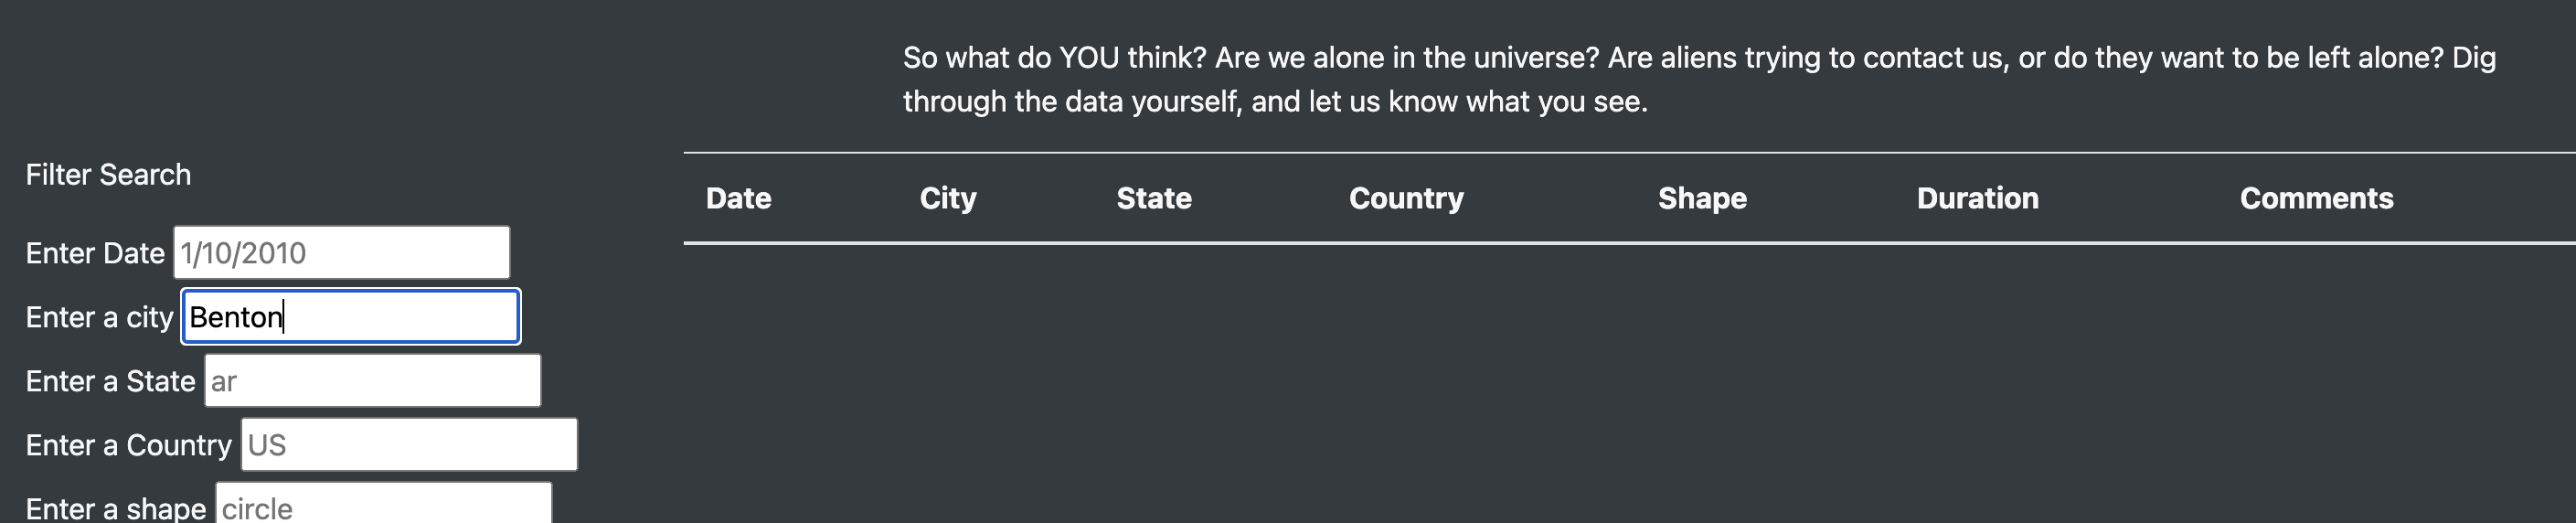 So what do YOU think? Are we alone in the universe? Are aliens trying to contact us, or do they want to be left alone? Dig
through the data yourself, and let us know what you see.
Filter Search
Date City State Country Shape Duration Comments
Enter Date 1/10/2010
Enter a city Benton
Enter a State ar
Enter a Country US
Enter a shape circle